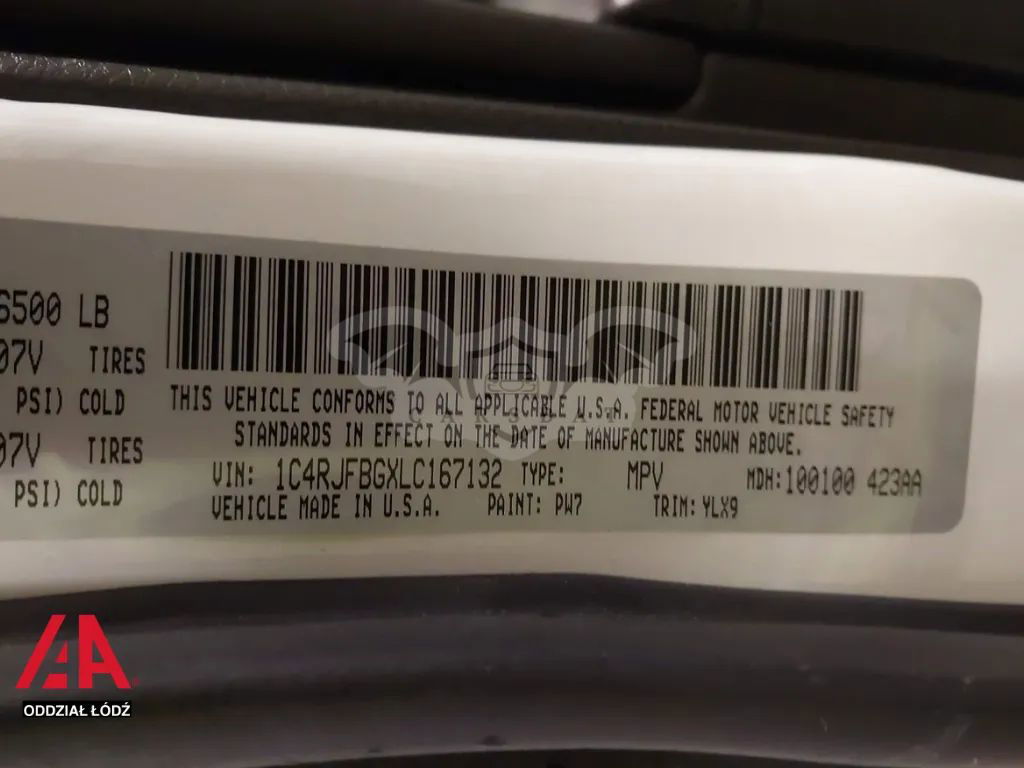 6500 LB
07V TIRES
PSI) COLD
07V TIRES
PSI) COLD
THIS VEHICLE CONFORMS TO ALL APPLICABLE U.S.A. FEDERAL MOTOR VEHICLE SAFETY
STANDARDS IN EFFECT ON THE DATE OF MANUFACTURE SHOWN ABOVE.
VIN: 1C4RJFBGXLC167132 TYPE: MPV MDH: 100100 423AA
VEHICLE MADE IN U.S.A. PAINT: PW7 TRIM: YLX9
IAA
ODDZIAŁ ŁÓDŹ